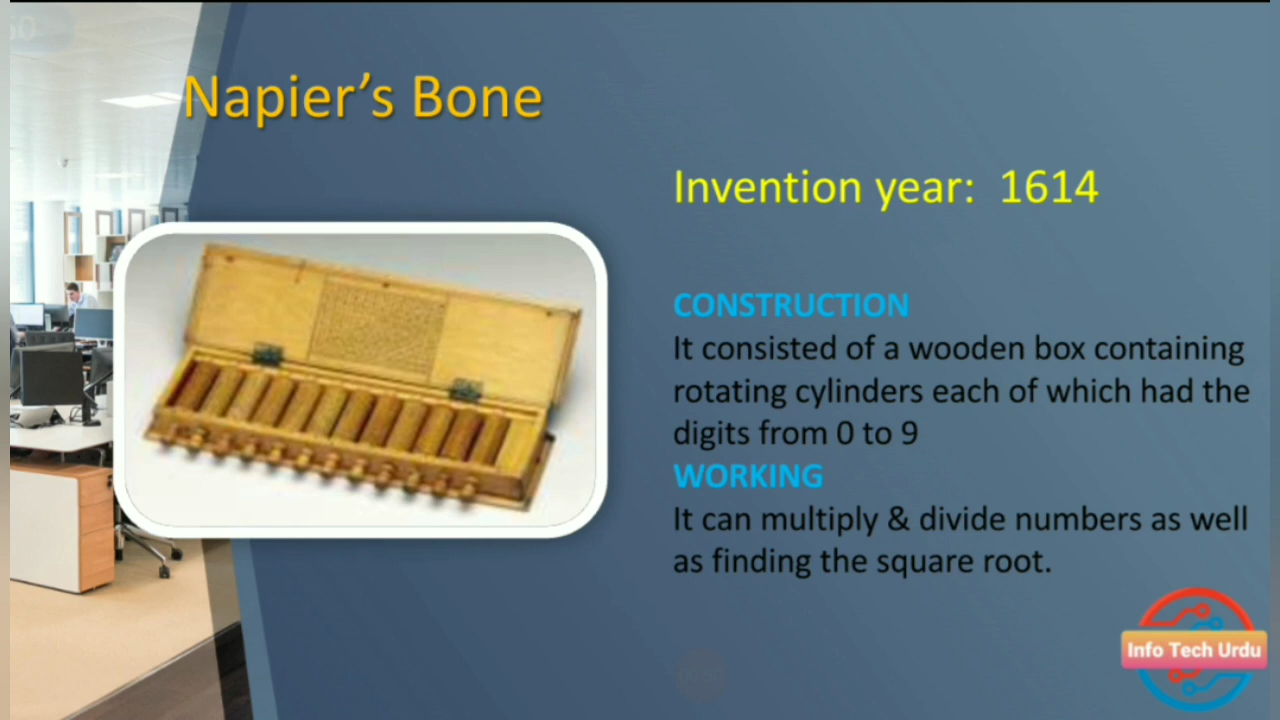 Napier's Bone
Invention year: 1614
CONSTRUCTION
It consisted of a wooden box containing
rotating cylinders each of which had the
digits from 0 to 9
WORKING
It can multiply & divide numbers as well
as finding the square root.
Info Tech Urdu